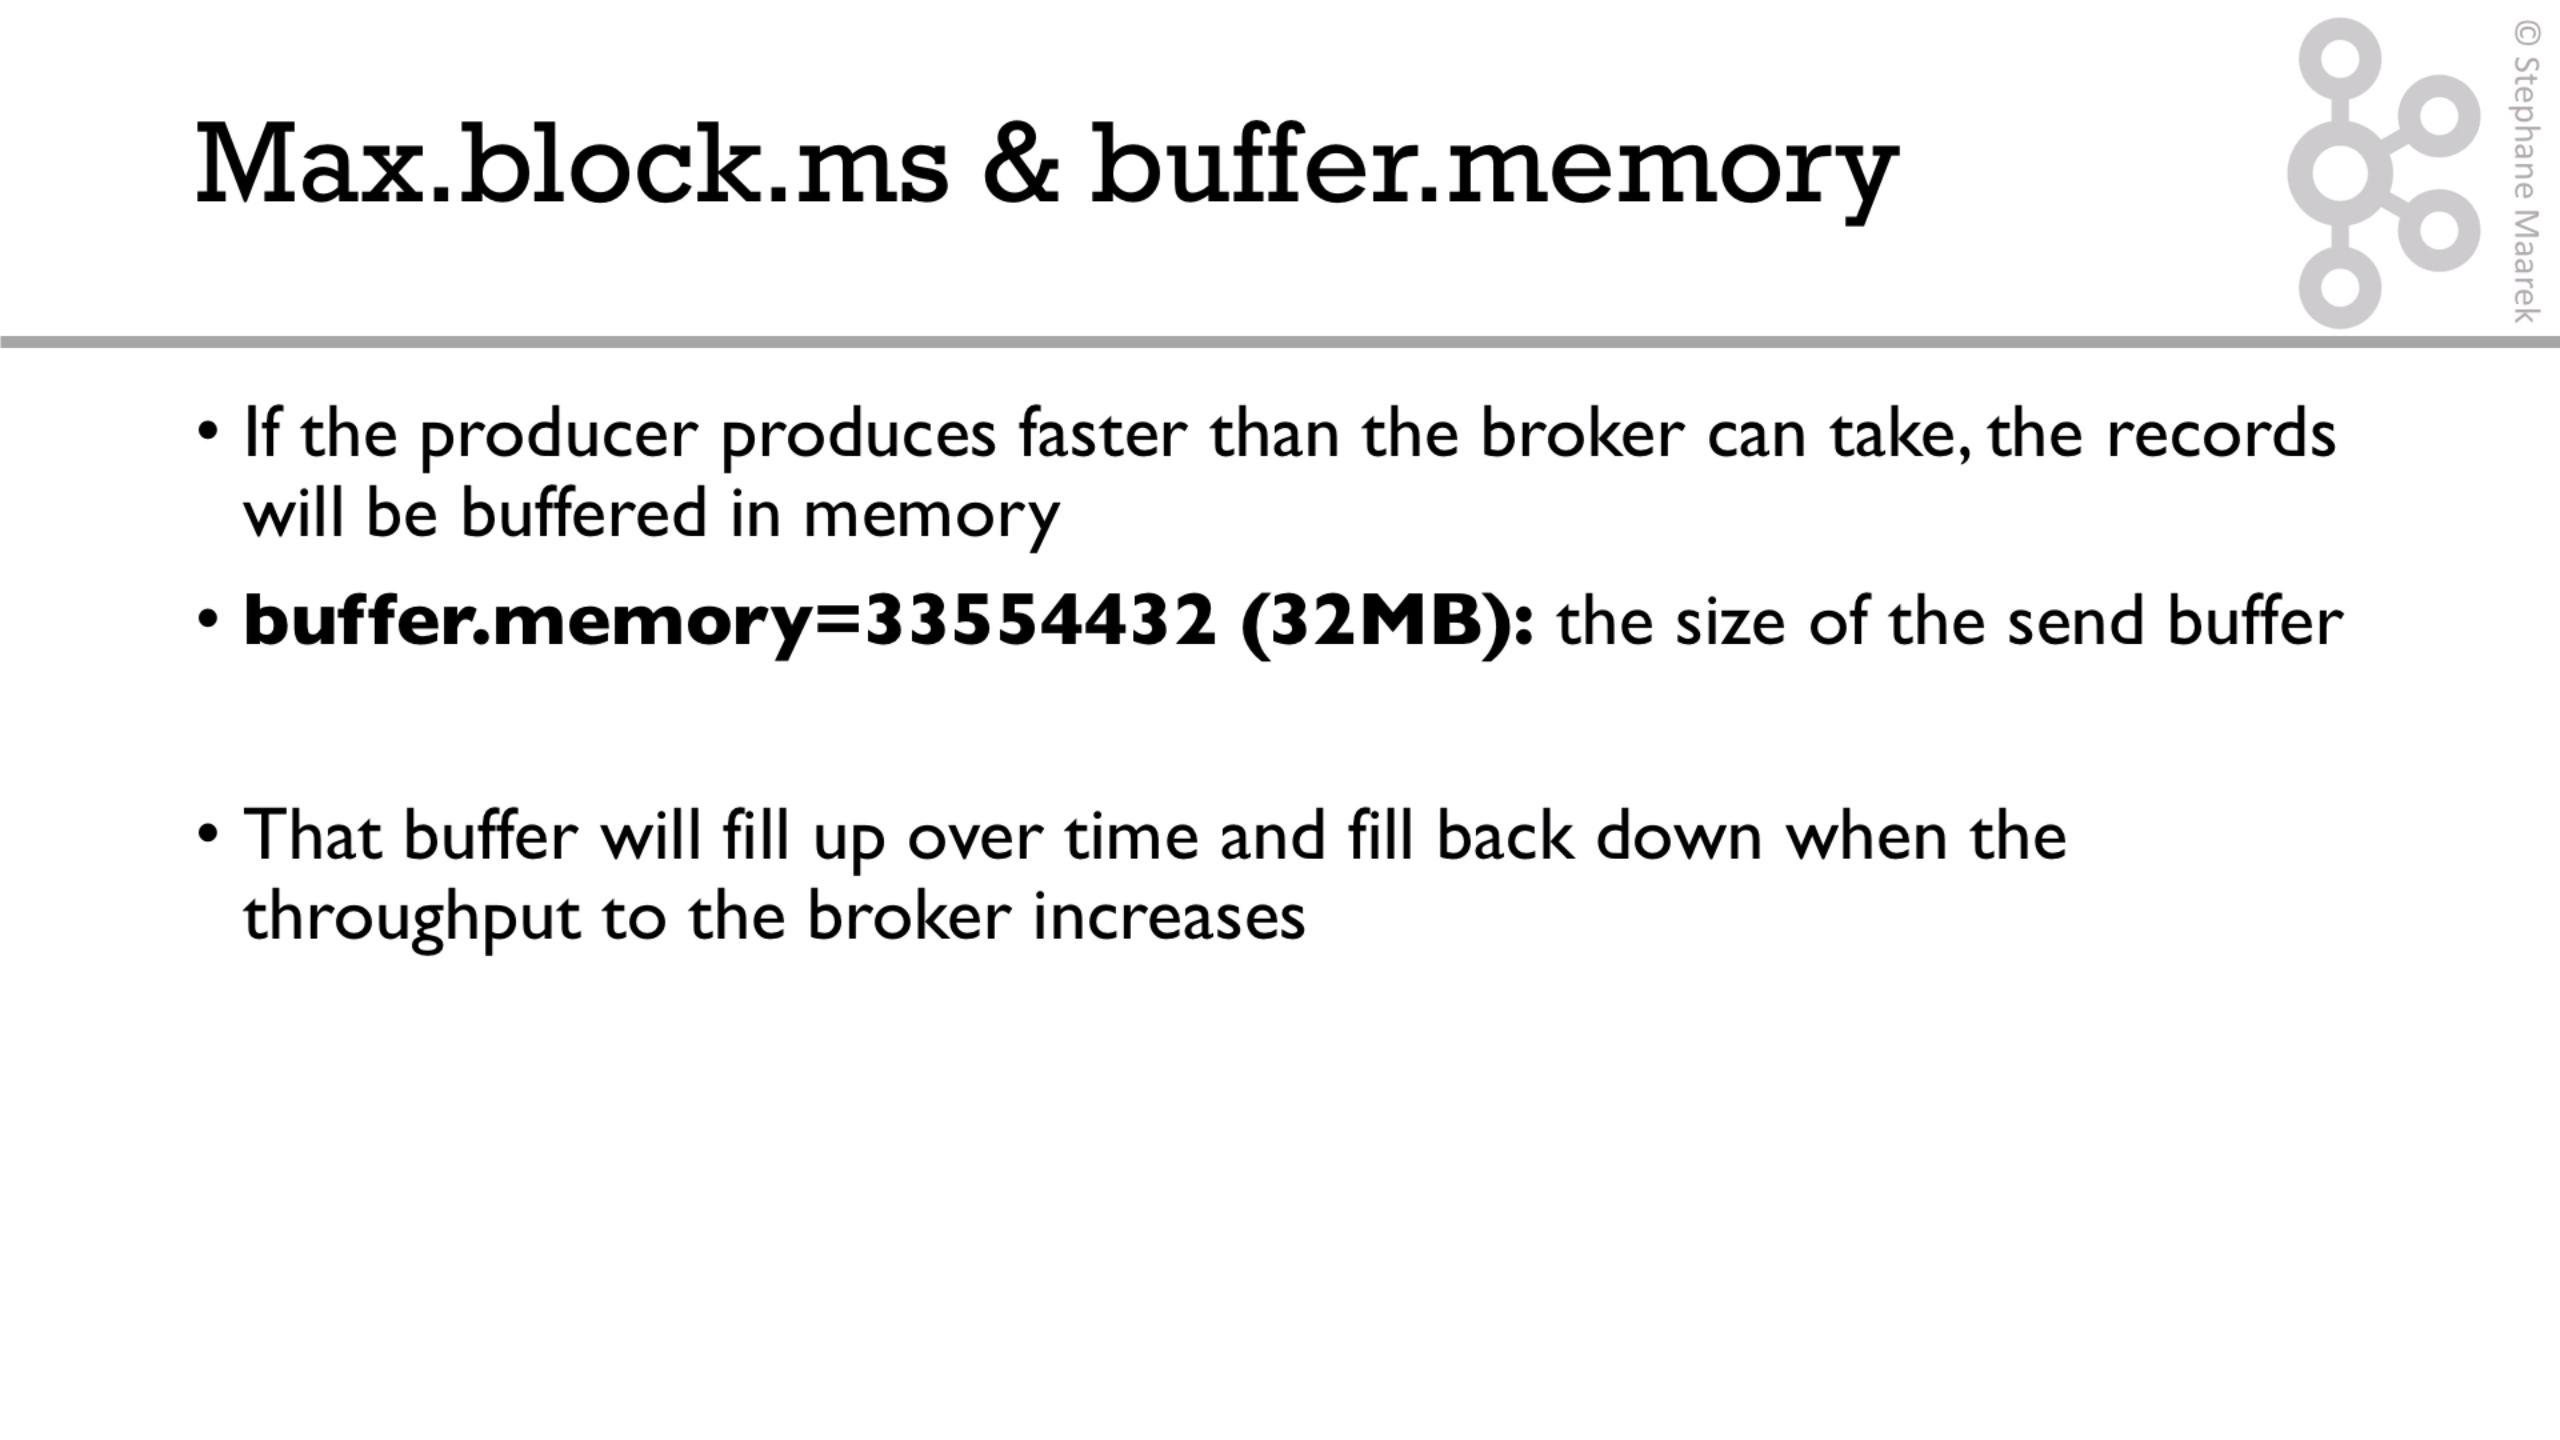 Max.block.ms & buffer.memory
© Stephane Maarek
• If the producer produces faster than the broker can take, the records
will be buffered in memory
• buffer.memory=33554432 (32MB): the size of the send buffer
• That buffer will fill up over time and fill back down when the
throughput to the broker increases